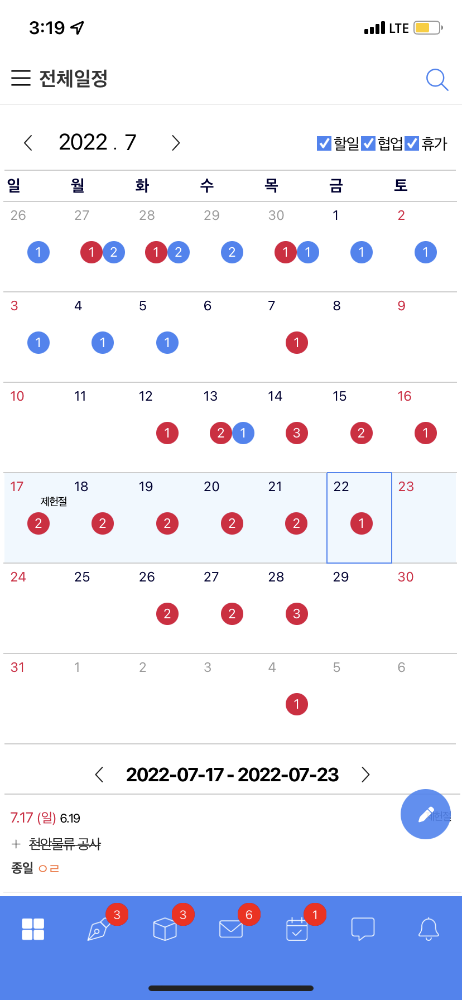 3:19 LTE
전체일정
2022 . 7 할일 협업 휴가
일 월 화 수 목 금 토
26 27 28 29 30 1 2
1 1 2 1 2 2 1 1 1 1
3 4 5 6 7 8 9
1 1 1 1
10 11 12 13 14 15 16
1 2 1 3 2 1
17 18 19 20 21 22 23
제헌절
2 2 2 2 2 1
24 25 26 27 28 29 30
2 2 3
31 1 2 3 4 5 6
1
2022-07-17 - 2022-07-23
7.17 (일) 6.19 제헌절
+ 천안물류 공사
종일 ㅇㄹ
3 3 6 1